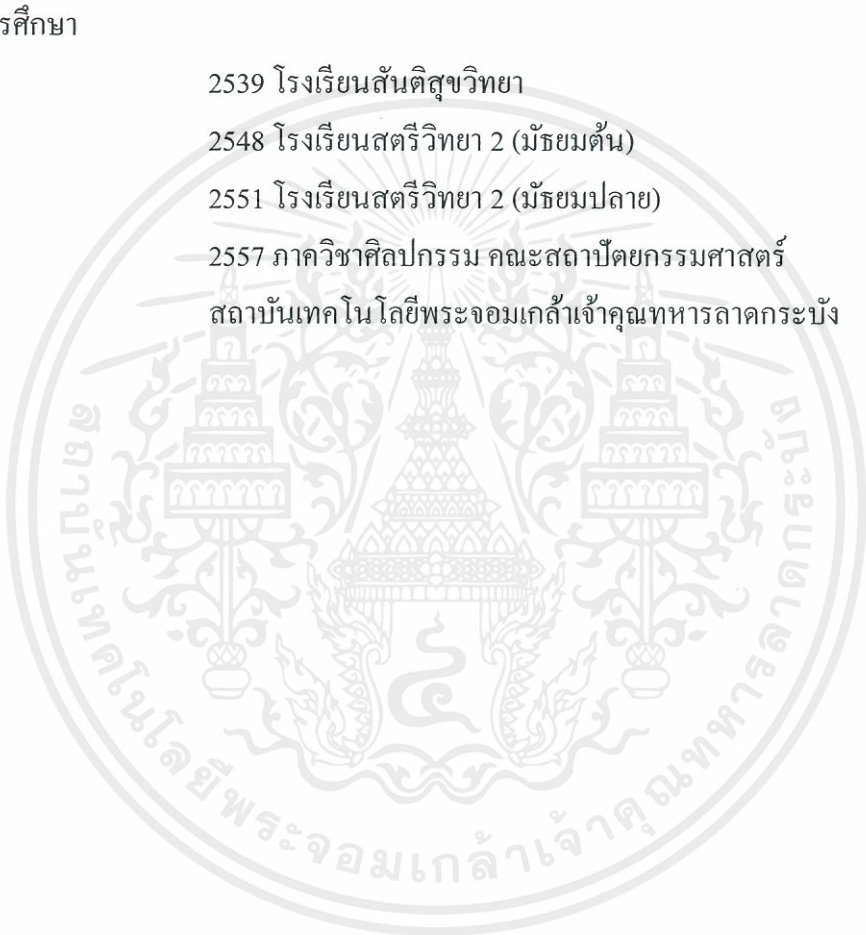 รศึกษา
2539 โรงเรียนสันติสุขวิทยา
2548 โรงเรียนสตรีวิทยา 2 (มัธยมต้น)
2551 โรงเรียนสตรีวิทยา 2 (มัธยมปลาย)
2557 ภาควิชาศิลปกรรม คณะสถาปัตยกรรมศาสตร์
สถาบันเทคโนโลยีพระจอมเกล้าเจ้าคุณทหารลาดกระบัง
สถาบันเทคโนโลยีพระจอมเกล้าเจ้าคุณทหารลาดกระบัง
๔